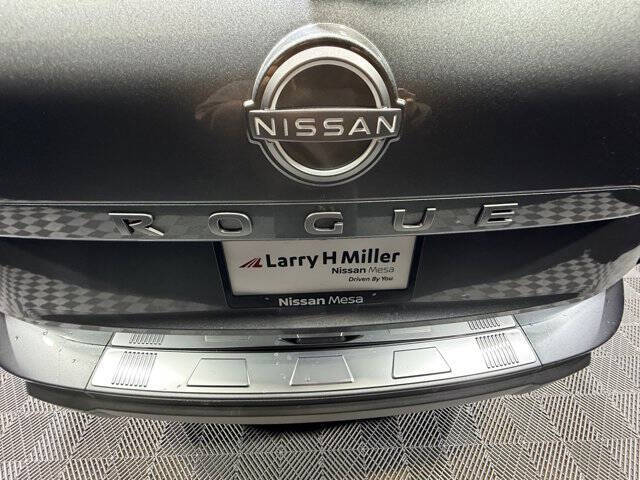 NISSAN
ROGUE
Larry H Miller
Nissan Mesa
Driven By You
Nissan Mesa